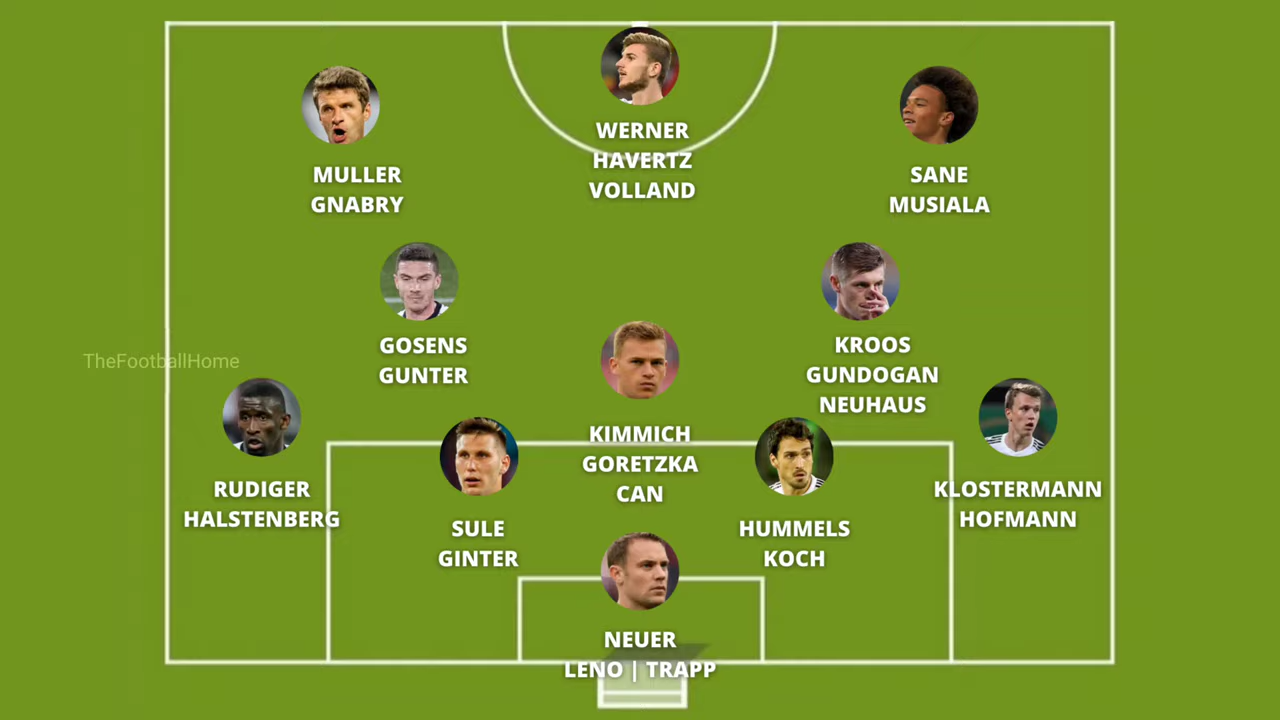 WERNER
HAVERTZ
VOLLAND
MULLER
GNABRY
SANE
MUSIALA
GOSENS
GUNTER
KROOS
GUNDOGAN
NEUHAUS
TheFootballHome
KIMMICH
GORETZKA
CAN
RUDIGER
HALSTENBERG
KLOSTERMANN
HOFMANN
SULE
GINTER
HUMMELS
KOCH
NEUER
LENO | TRAPP